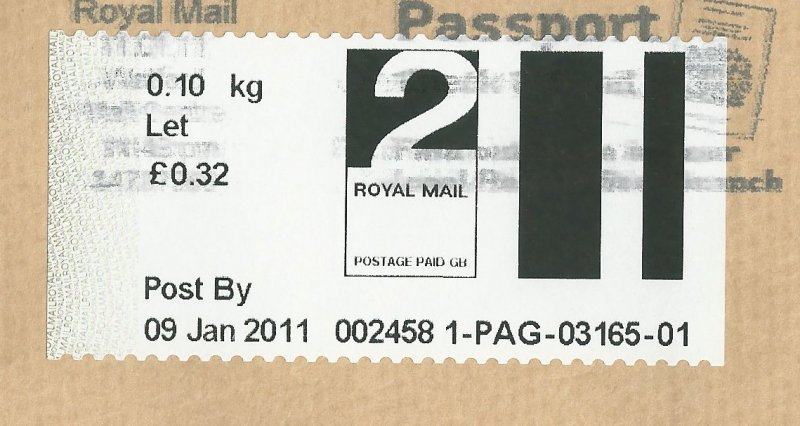 Royal Mail
Passport
0.10 kg
Let
£0.32
2
ROYAL MAIL
POSTAGE PAID GB
Post By
09 Jan 2011 002458 1-PAG-03165-01